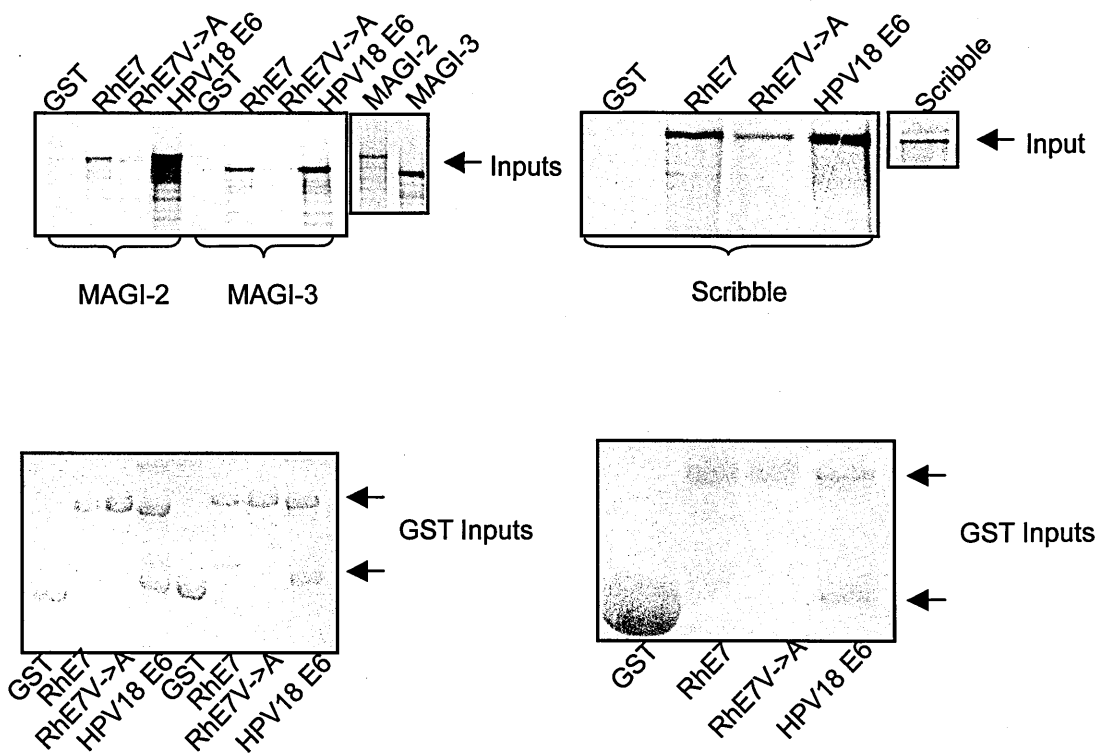 GST
RhE7
RhE7V->A
HPV18 E6
GST
RhE7
RhE7V->A
HPV18 E6
MAGI-2
MAGI-3
Inputs
MAGI-2
MAGI-3
GST
RhE7
RhE7V->A
HPV18 E6
Scribble
Input
Scribble
GST Inputs
GST
RhE7
RhE7V->A
HPV18 E6
GST
RhE7
RhE7V->A
HPV18 E6
GST Inputs
GST
RhE7
RhE7V->A
HPV18 E6